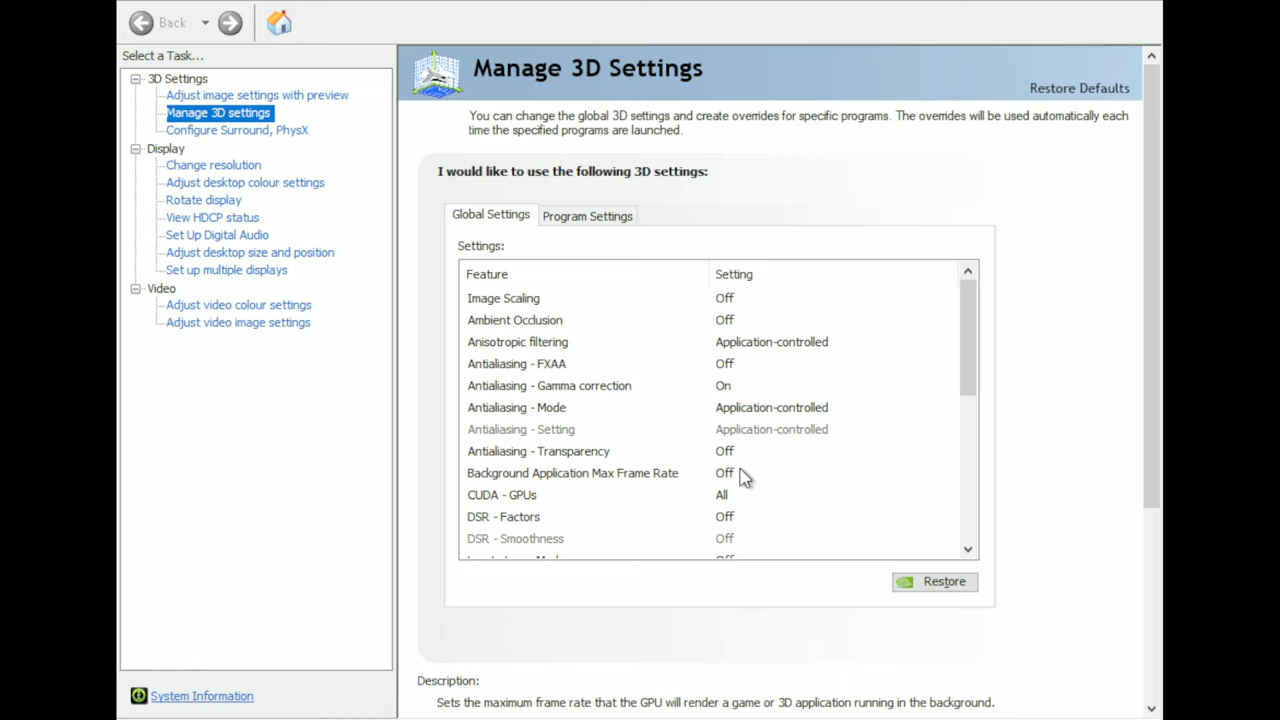 Back
Select a Task...
3D Settings
Adjust image settings with preview
Manage 3D settings
Configure Surround, PhysX
Display
Change resolution
Adjust desktop colour settings
Rotate display
View HDCP status
Set Up Digital Audio
Adjust desktop size and position
Set up multiple displays
Video
Adjust video colour settings
Adjust video image settings
System Information
Manage 3D Settings
Restore Defaults
You can change the global 3D settings and create overrides for specific programs. The overrides will be used automatically each
time the specified programs are launched.
I would like to use the following 3D settings:
Global Settings
Program Settings
Settings:
Feature Setting
Image Scaling Off
Ambient Occlusion Off
Anisotropic filtering Application-controlled
Antialiasing - FXAA Off
Antialiasing - Gamma correction On
Antialiasing - Mode Application-controlled
Antialiasing - Setting Application-controlled
Antialiasing - Transparency Off
Background Application Max Frame Rate Off
CUDA - GPUs All
DSR - Factors Off
DSR - Smoothness Off
Restore
Description:
Sets the maximum frame rate that the GPU will render a game or 3D application running in the background.